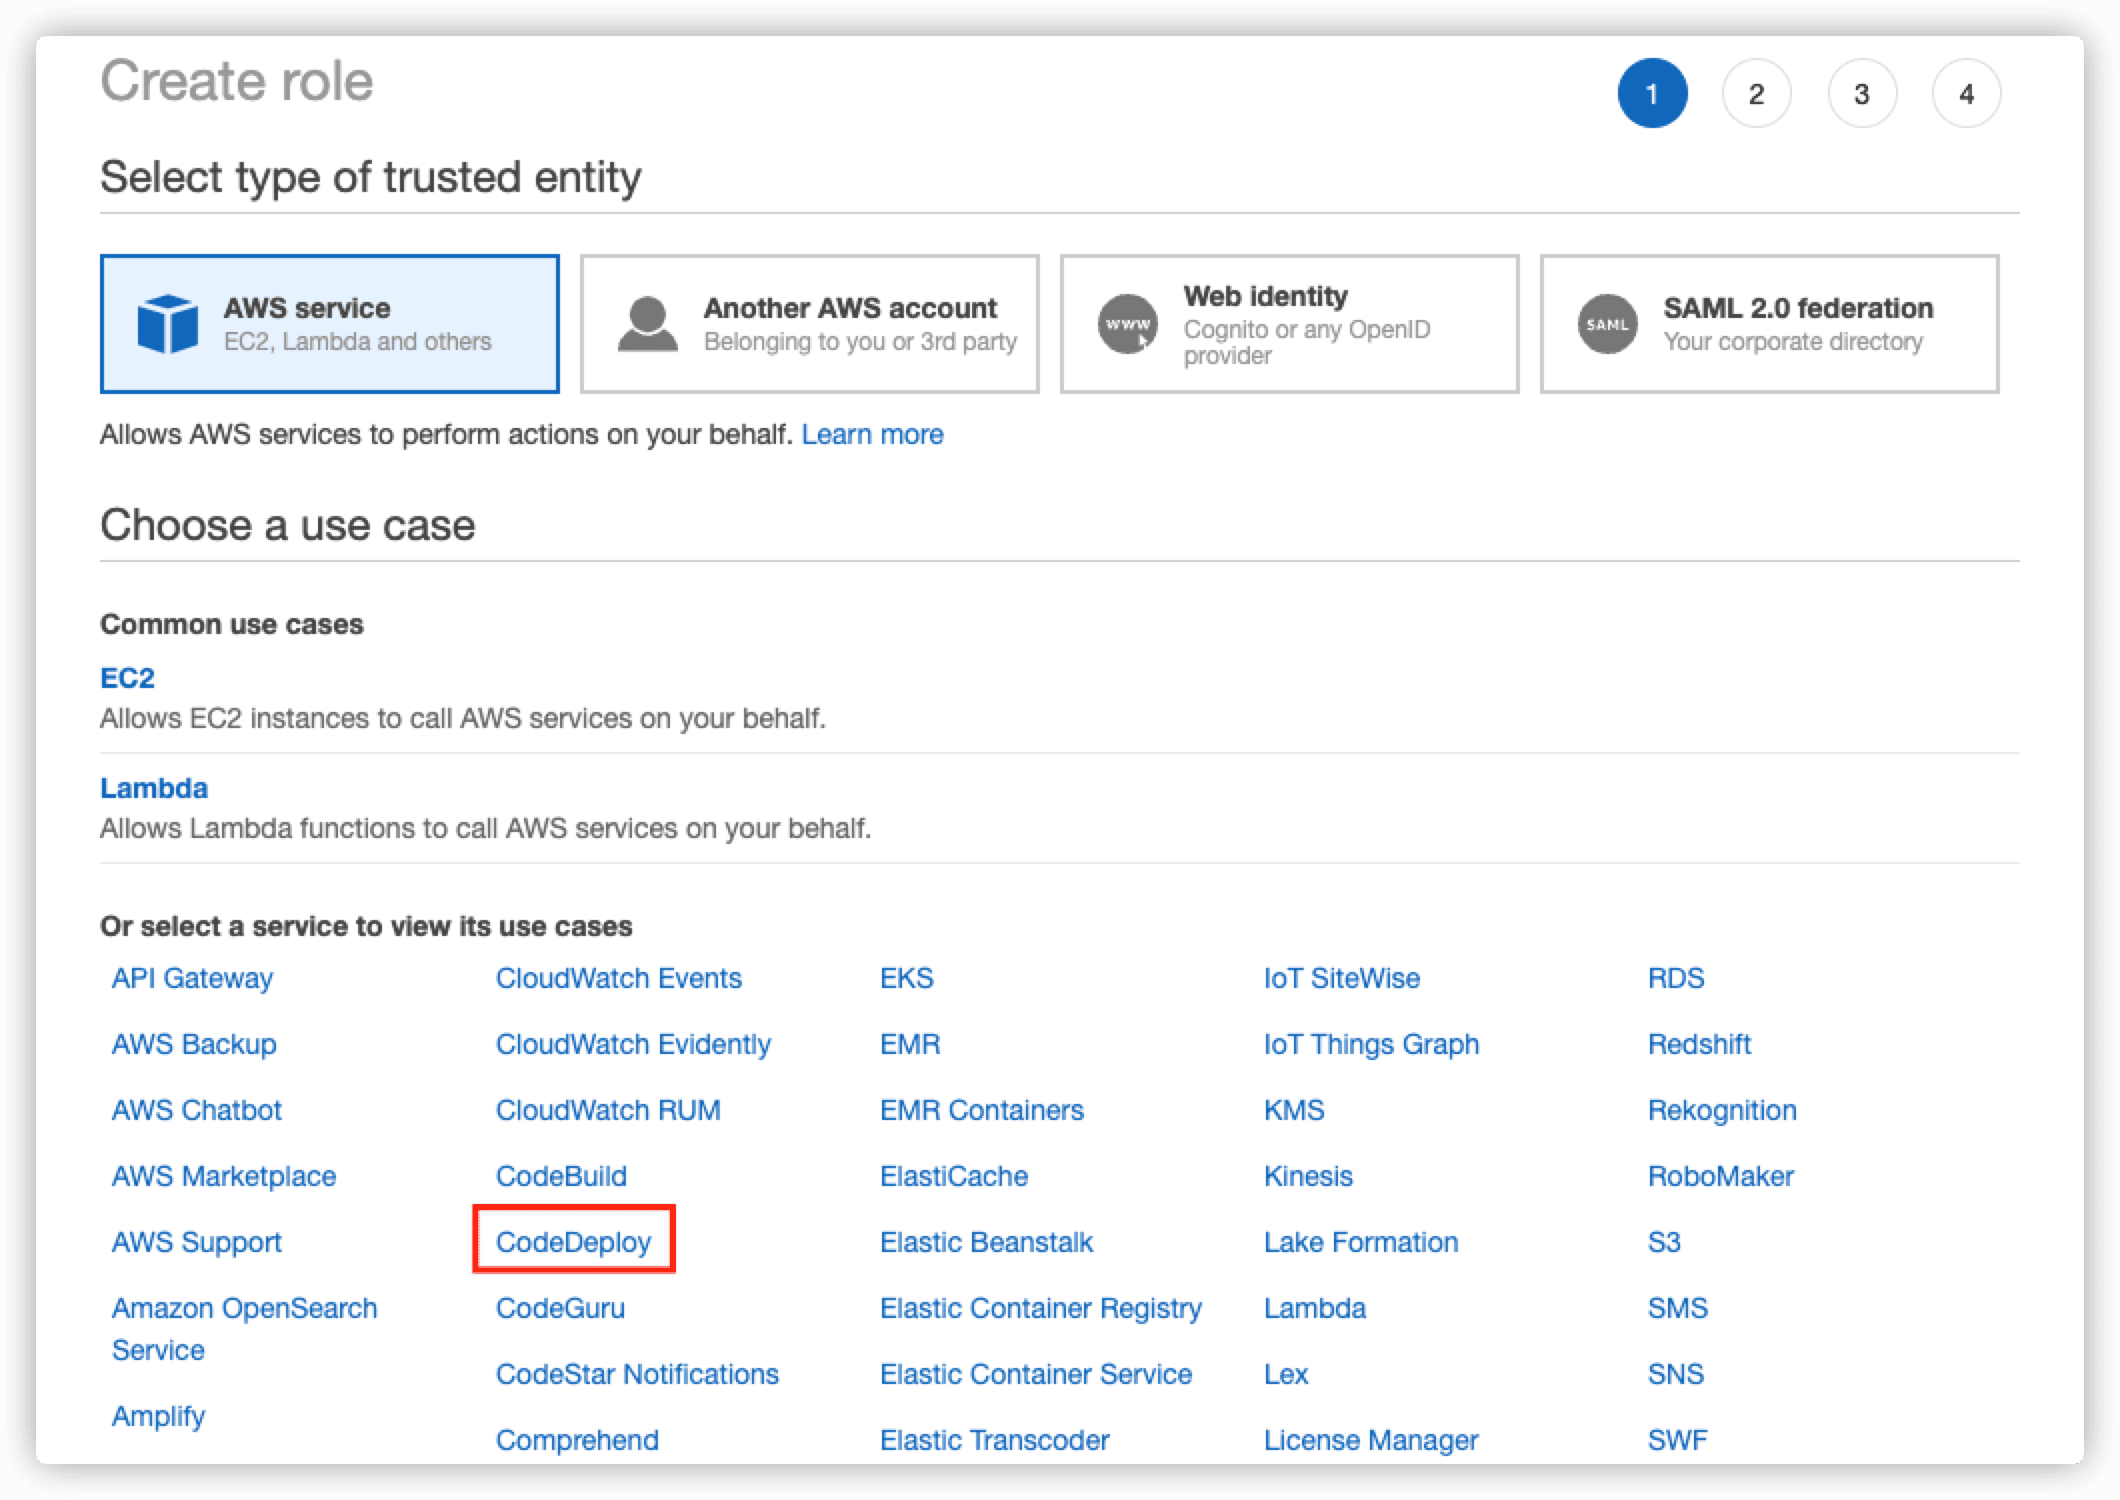 Create role
1
2
3
4
Select type of trusted entity
AWS service
EC2, Lambda and others
Another AWS account
Belonging to you or 3rd party
www
Web identity
Cognito or any OpenID
provider
SAML
SAML 2.0 federation
Your corporate directory
Allows AWS services to perform actions on your behalf. Learn more
Choose a use case
Common use cases
EC2
Allows EC2 instances to call AWS services on your behalf.
Lambda
Allows Lambda functions to call AWS services on your behalf.
Or select a service to view its use cases
API Gateway
AWS Backup
AWS Chatbot
AWS Marketplace
AWS Support
Amazon OpenSearch
Service
Amplify
CloudWatch Events
CloudWatch Evidently
CloudWatch RUM
CodeBuild
CodeDeploy
CodeGuru
CodeStar Notifications
Comprehend
EKS
EMR
EMR Containers
ElastiCache
Elastic Beanstalk
Elastic Container Registry
Elastic Container Service
Elastic Transcoder
IoT SiteWise
IoT Things Graph
KMS
Kinesis
Lake Formation
Lambda
Lex
License Manager
RDS
Redshift
Rekognition
RoboMaker
S3
SMS
SNS
SWF